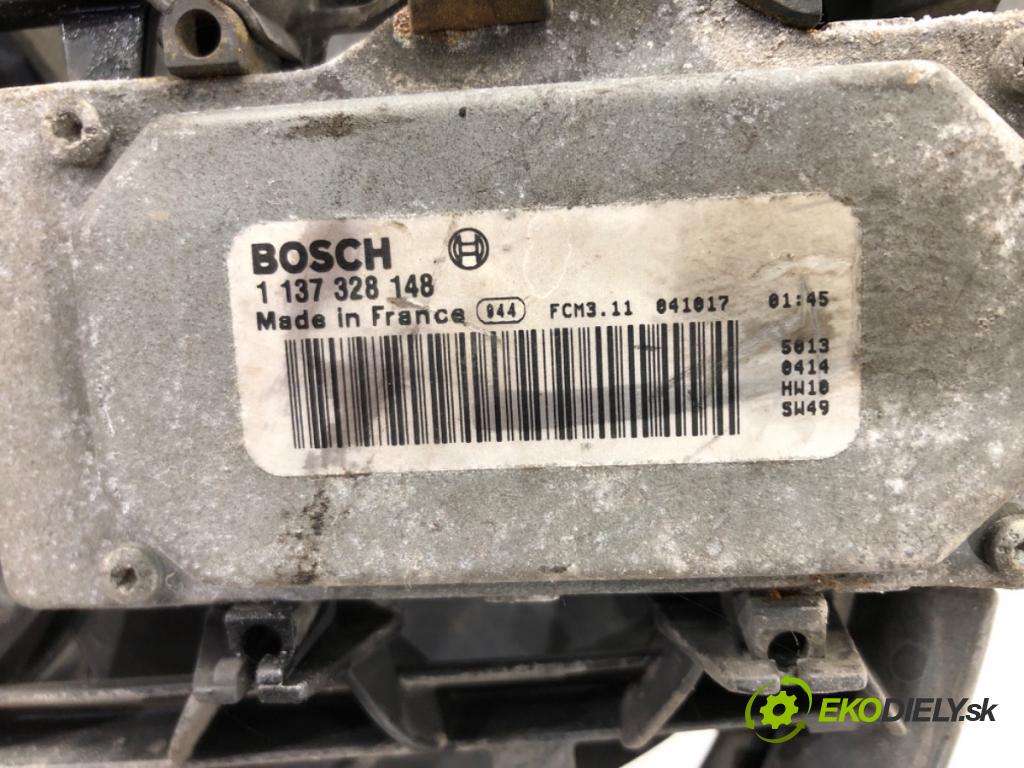 BOSCH
1 137 328 148
Made in France 944 FCM3.11 041017 01:45
5013
0414
HW10
SW49
EKODIELY.sk